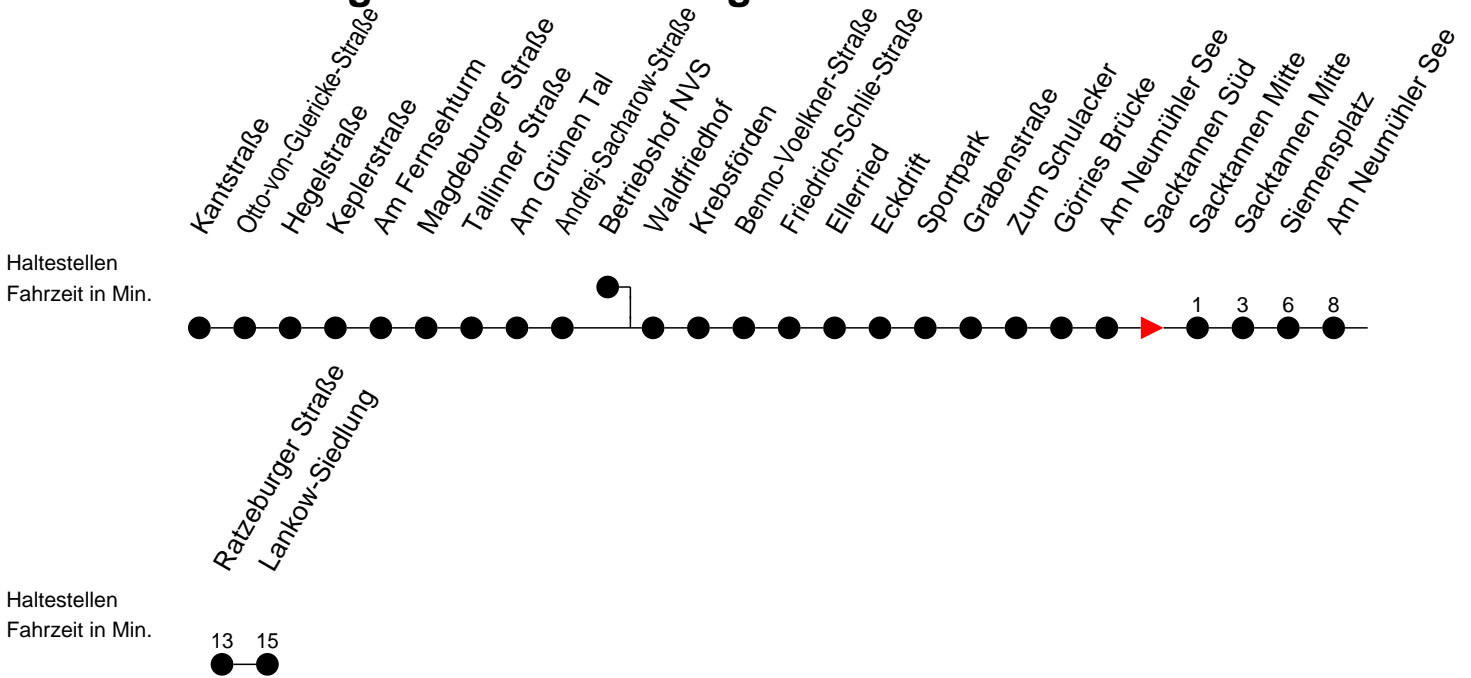 Kantstraße
Otto-von-Guericke-Straße
Hegelstraße
Keplerstraße
Am Fernsehturm
Magdeburger Straße
Tallinner Straße
Am Grünen Tal
Andrej-Sacharow-Straße
Betriebshof NVS
Waldfriedhof
Krebsförden
Benno-Voelkner-Straße
Friedrich-Schlie-Straße
Ellerried
Eckdrift
Sportpark
Grabenstraße
Zum Schulacker
Görries Brücke
Am Neumühler See
Sacktannen Süd
Sacktannen Mitte
Sacktannen Mitte
Siemensplatz
Am Neumühler See
Haltestellen
Fahrzeit in Min.
1 3 6 8
Ratzeburger Straße
Lankow-Siedlung
Haltestellen
Fahrzeit in Min.
13 15